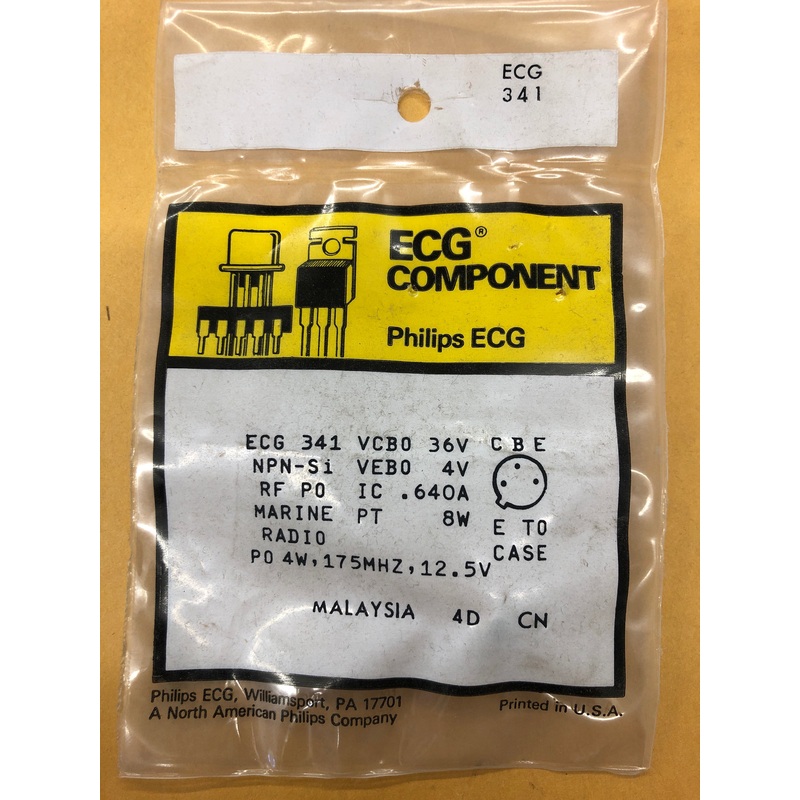 ECG
341
ECG®
COMPONENT
Philips ECG
ECG 341 VCBO 36V C B E
NPN-Si VEBO 4V
RF PO IC .640A
MARINE PT 8W E TO
RADIO CASE
PO 4W,175MHZ,12.5V
MALAYSIA 4D CN
Philips ECG, Williamsport, PA 17701
A North American Philips Company
Printed in U.S.A.